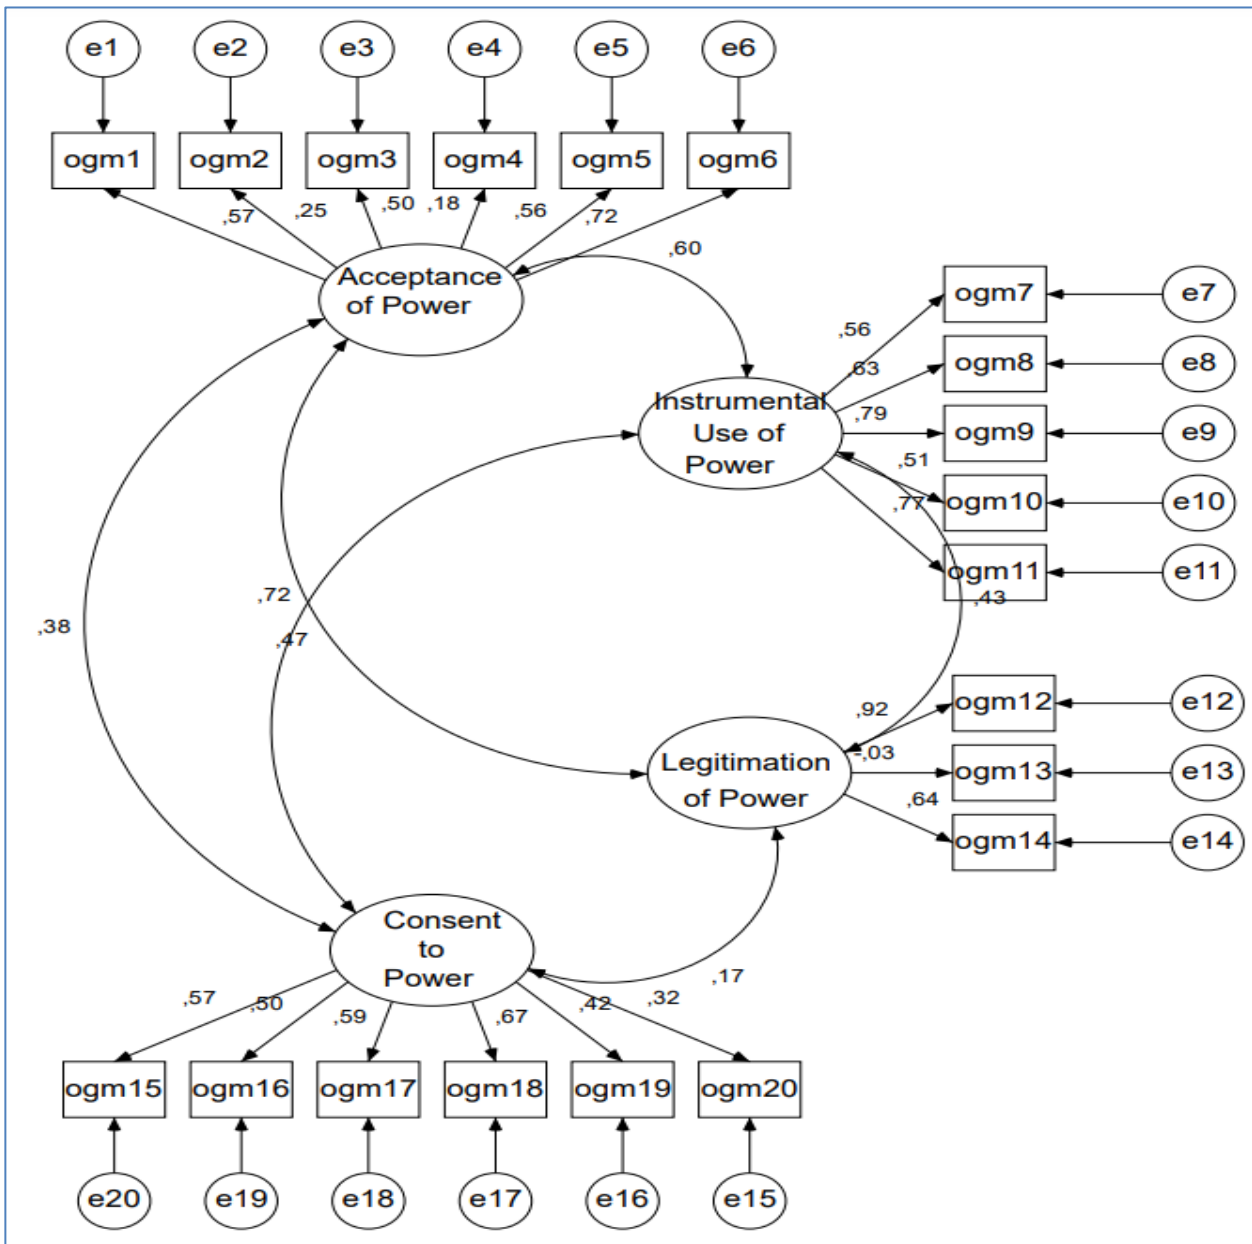 e1 e2 e3 e4 e5 e6
ogm1 ogm2 ogm3 ogm4 ogm5 ogm6
,57 ,25 ,50 ,18 ,56 ,72
,60
Acceptance
of Power
ogm7 e7
,56
ogm8 e8
,63
Instrumental
Use of
Power
,79
ogm9 e9
,51
ogm10 e10
,77
ogm11 e11
,43
,72
,38
,47
ogm12 e12
,92
-,03
Legitimation
of Power
ogm13 e13
,64
ogm14 e14
Consent
to
Power
,17
,57 ,50 ,59 ,67 ,42 ,32
ogm15 ogm16 ogm17 ogm18 ogm19 ogm20
e20 e19 e18 e17 e16 e15